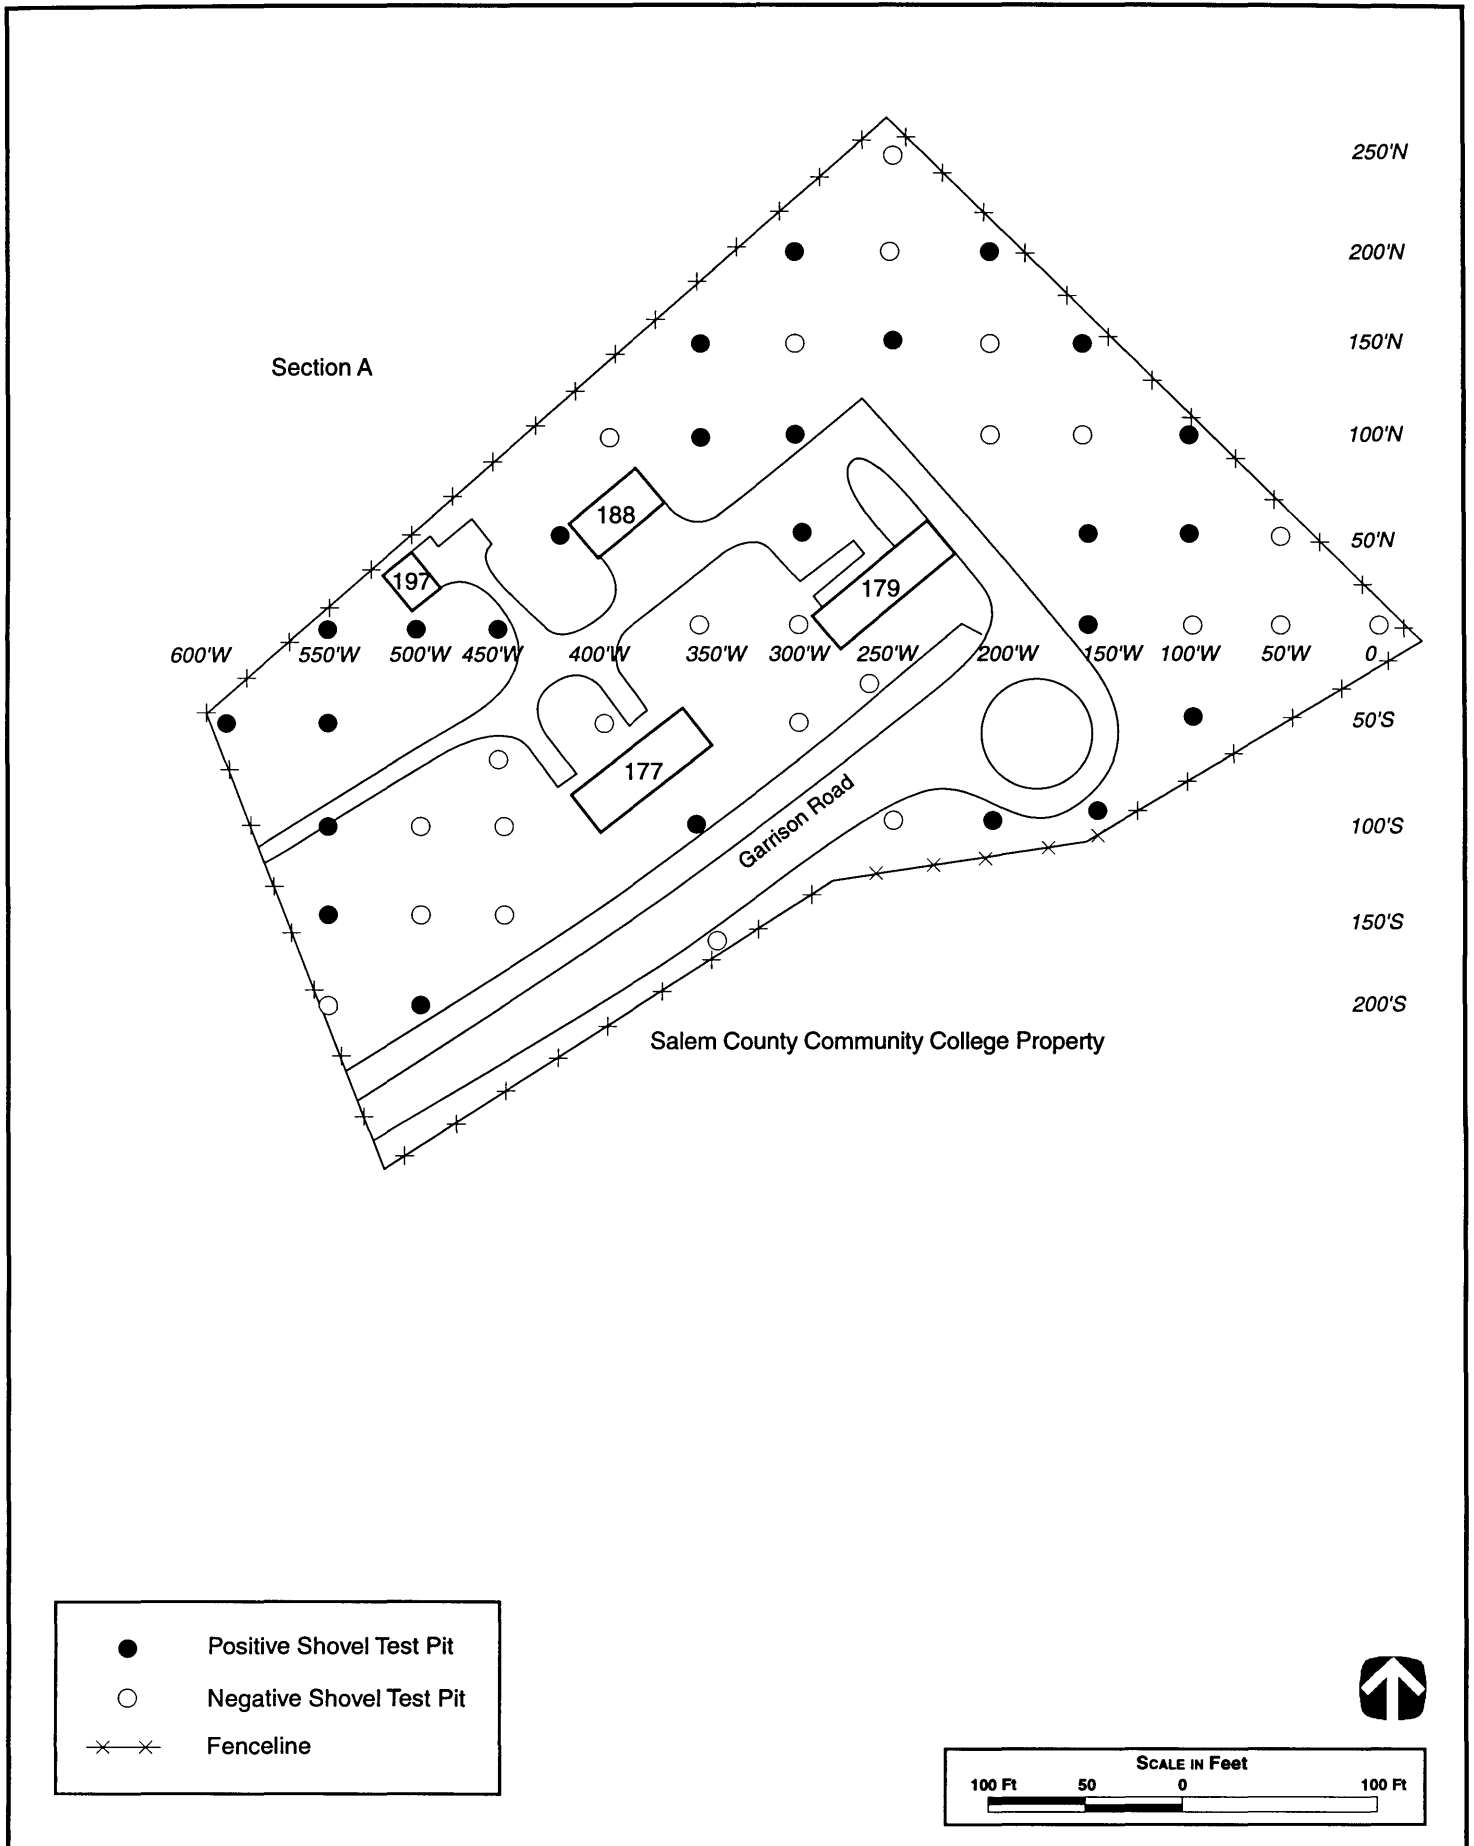 250'N
200'N
150'N
Section A
100'N
188
50'N
197
179
600'W 550'W 500'W 450'W 400'W 350'W 300'W 250'W 200'W 150'W 100'W 50'W 0
50'S
177
Garrison Road
100'S
150'S
200'S
Salem County Community College Property
Positive Shovel Test Pit
Negative Shovel Test Pit
Fenceline
SCALE IN Feet
100 Ft 50 0 100 Ft